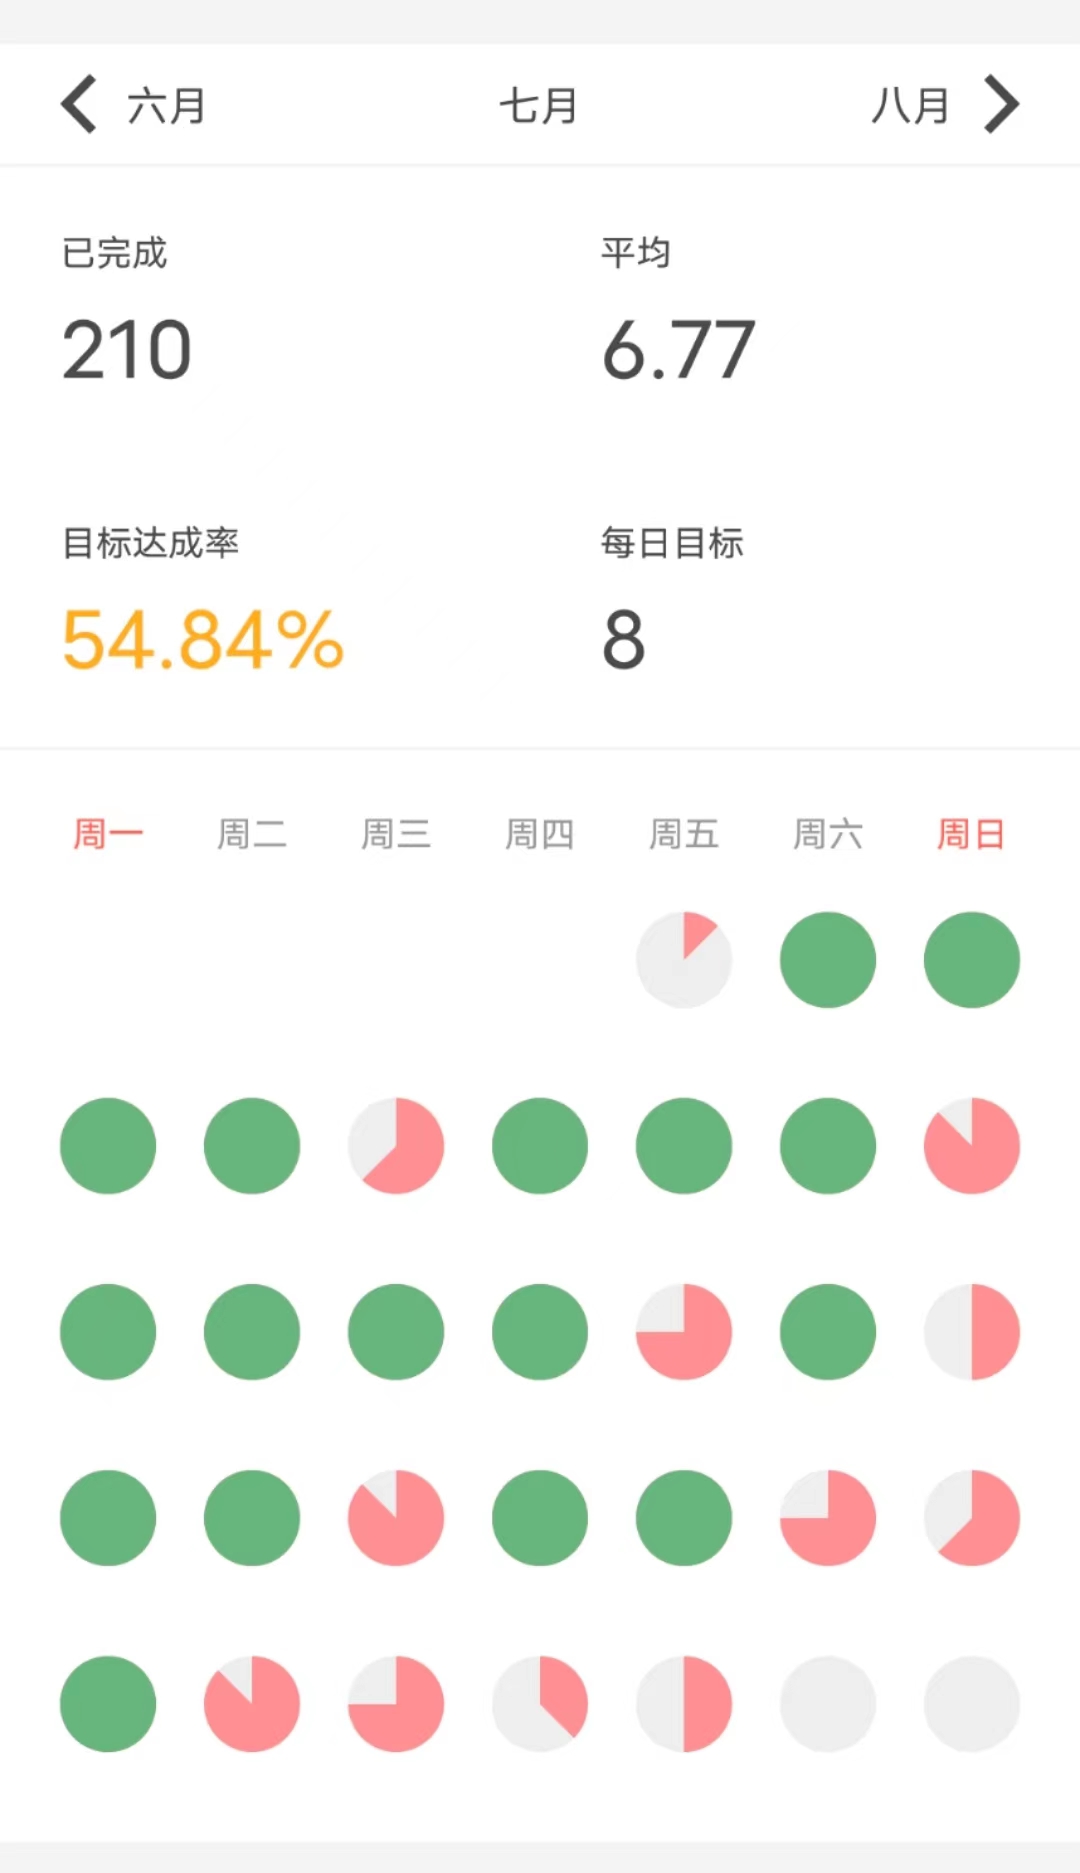 六月 七月 八月
已完成 平均
210 6.77
目标达成率 每日目标
54.84% 8
周一 周二 周三 周四 周五 周六 周日